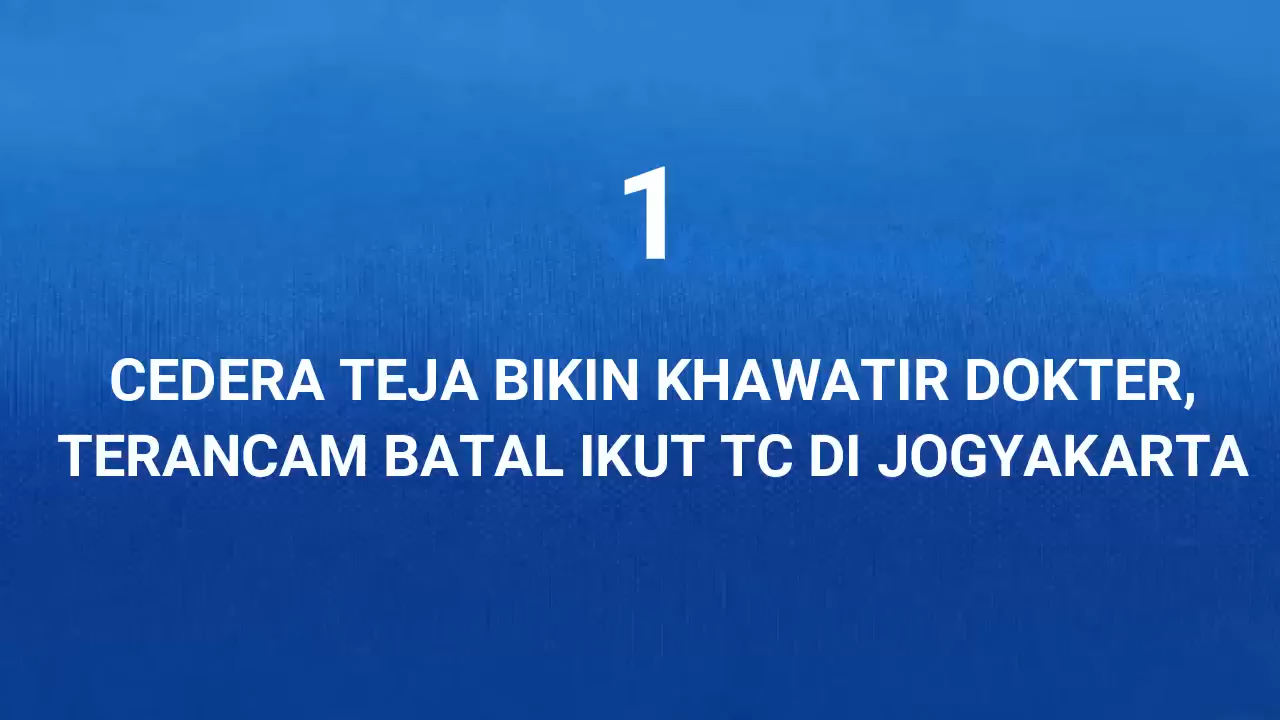 1
CEDERA TEJA BIKIN KHAWATIR DOKTER,
TERANCAM BATAL IKUT TC DI JOGYAKARTA